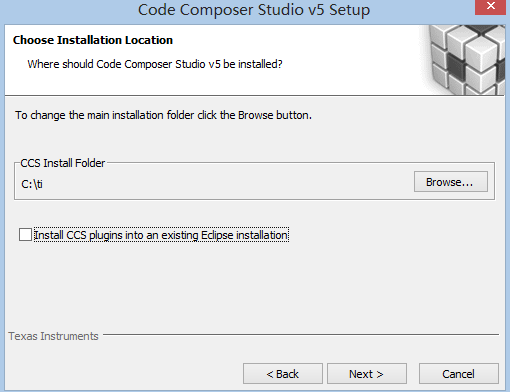 Code Composer Studio v5 Setup
Choose Installation Location
Where should Code Composer Studio v5 be installed?
To change the main installation folder click the Browse button.
CCS Install Folder
C:\ti
Browse...
Install CCS plugins into an existing Eclipse installation
Texas Instruments
< Back
Next >
Cancel